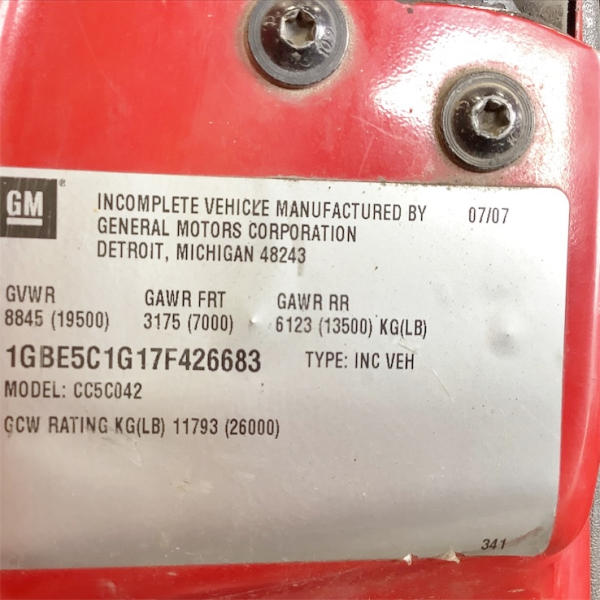 GM ®
INCOMPLETE VEHICLE MANUFACTURED BY 07/07
GENERAL MOTORS CORPORATION
DETROIT, MICHIGAN 48243
GVWR GAWR FRT GAWR RR
8845 (19500) 3175 (7000) 6123 (13500) KG(LB)
1GBE5C1G17F426683 TYPE: INC VEH
MODEL: CC5C042
GCW RATING KG(LB) 11793 (26000)
341